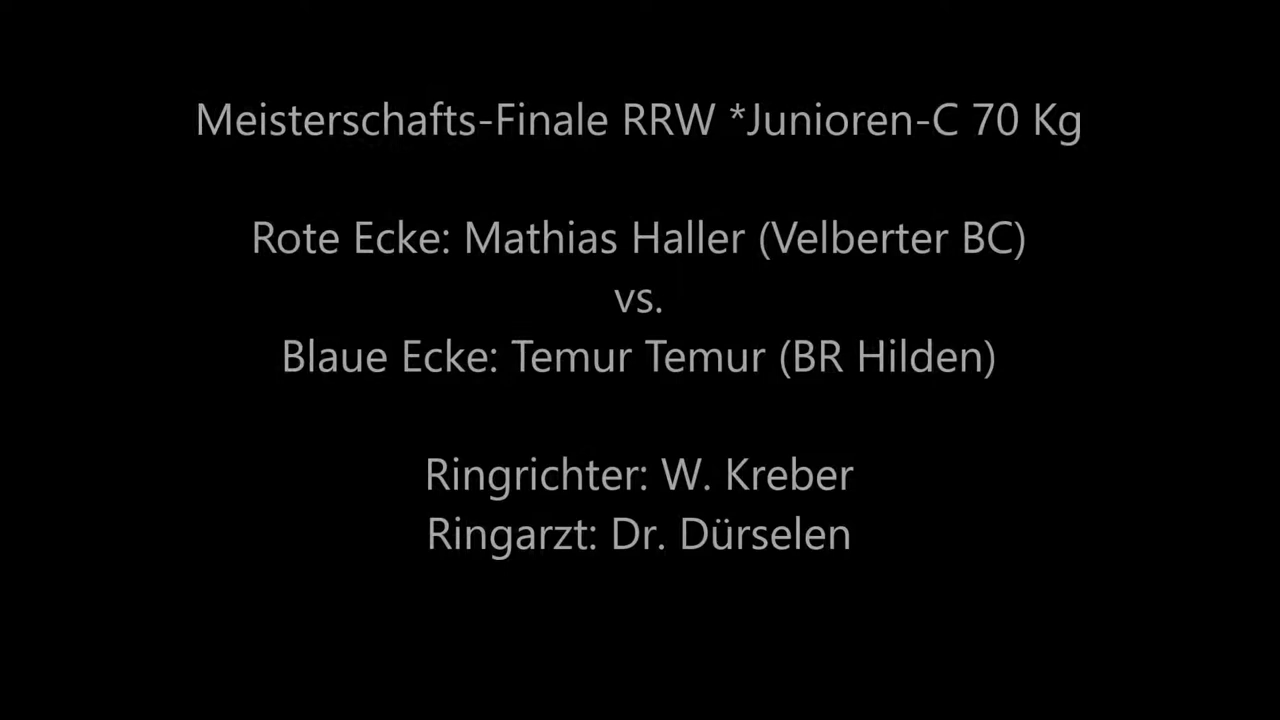 Meisterschafts-Finale RRW *Junioren-C 70 Kg
Rote Ecke: Mathias Haller (Velberter BC)
vs.
Blaue Ecke: Temur Temur (BR Hilden)
Ringrichter: W. Kreber
Ringarzt: Dr. Dürselen